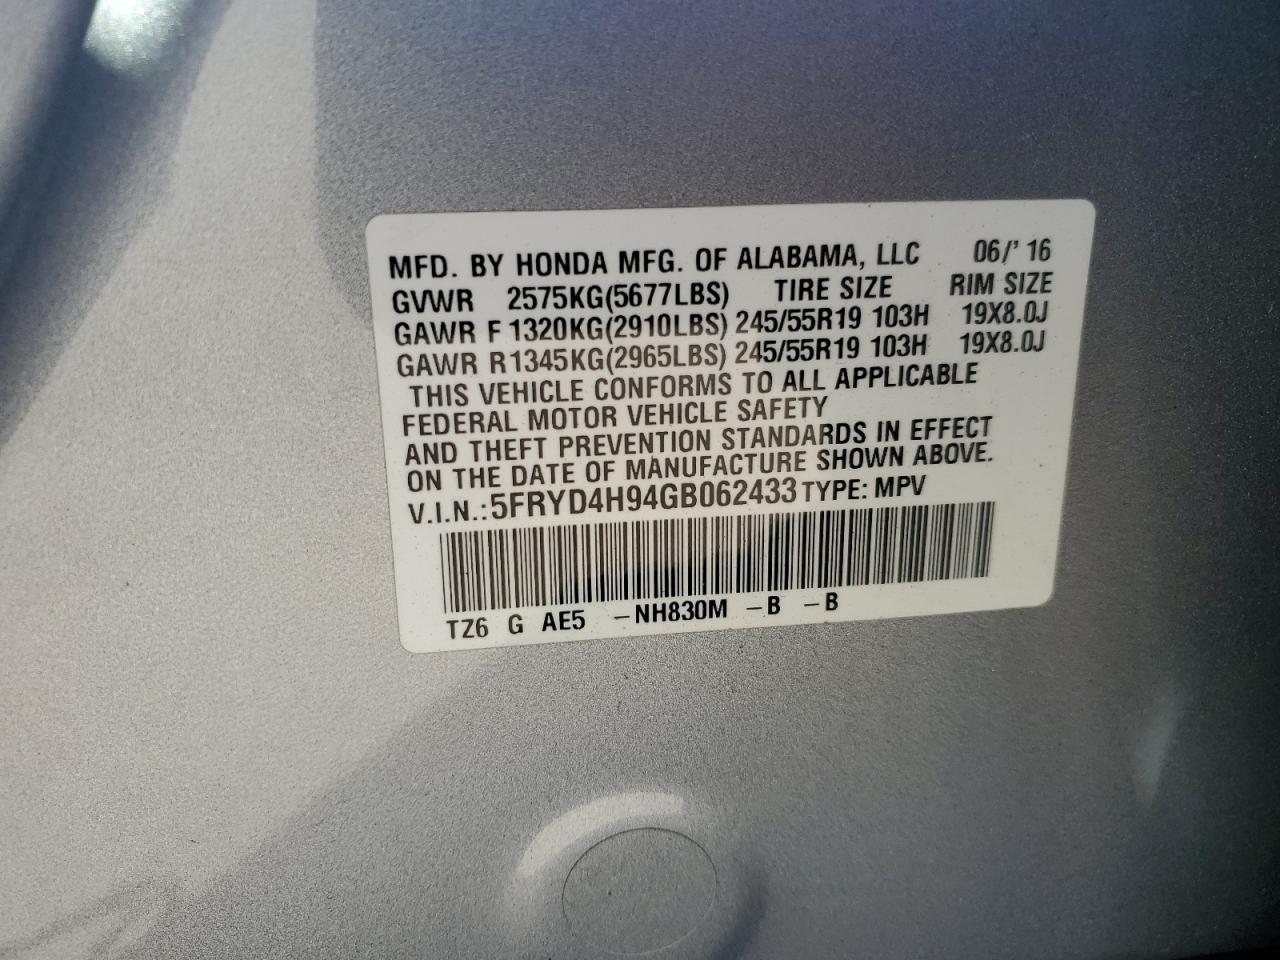 MFD. BY HONDA MFG. OF ALABAMA, LLC 06/' 16
GVWR 2575KG(5677LBS) TIRE SIZE RIM SIZE
GAWR F 1320KG(2910LBS) 245/55R19 103H 19X8.0J
GAWR R 1345KG(2965LBS) 245/55R19 103H 19X8.0J
THIS VEHICLE CONFORMS TO ALL APPLICABLE
FEDERAL MOTOR VEHICLE SAFETY
AND THEFT PREVENTION STANDARDS IN EFFECT
ON THE DATE OF MANUFACTURE SHOWN ABOVE.
V.I.N.: 5FRYD4H94GB062433 TYPE: MPV
TZ6 G AE5 -NH830M -B -B